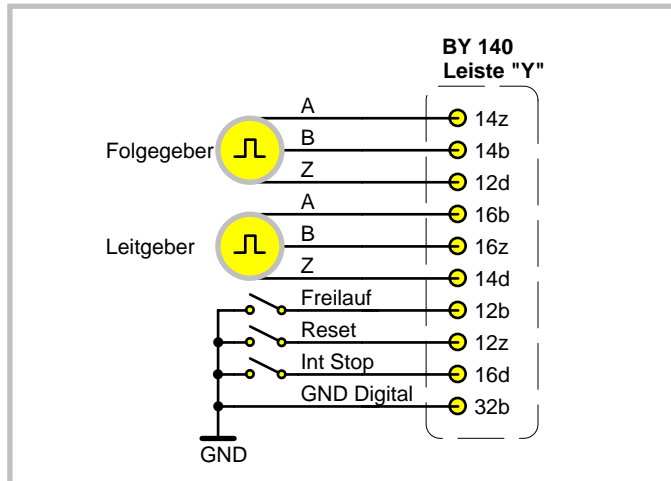 BY 140
Leiste "Y"
A
14z
Folgegeber
B
14b
Z
12d
A
16b
Leitgeber
B
16z
Z
14d
Freilauf
12b
Reset
12z
Int Stop
16d
GND Digital
32b
GND